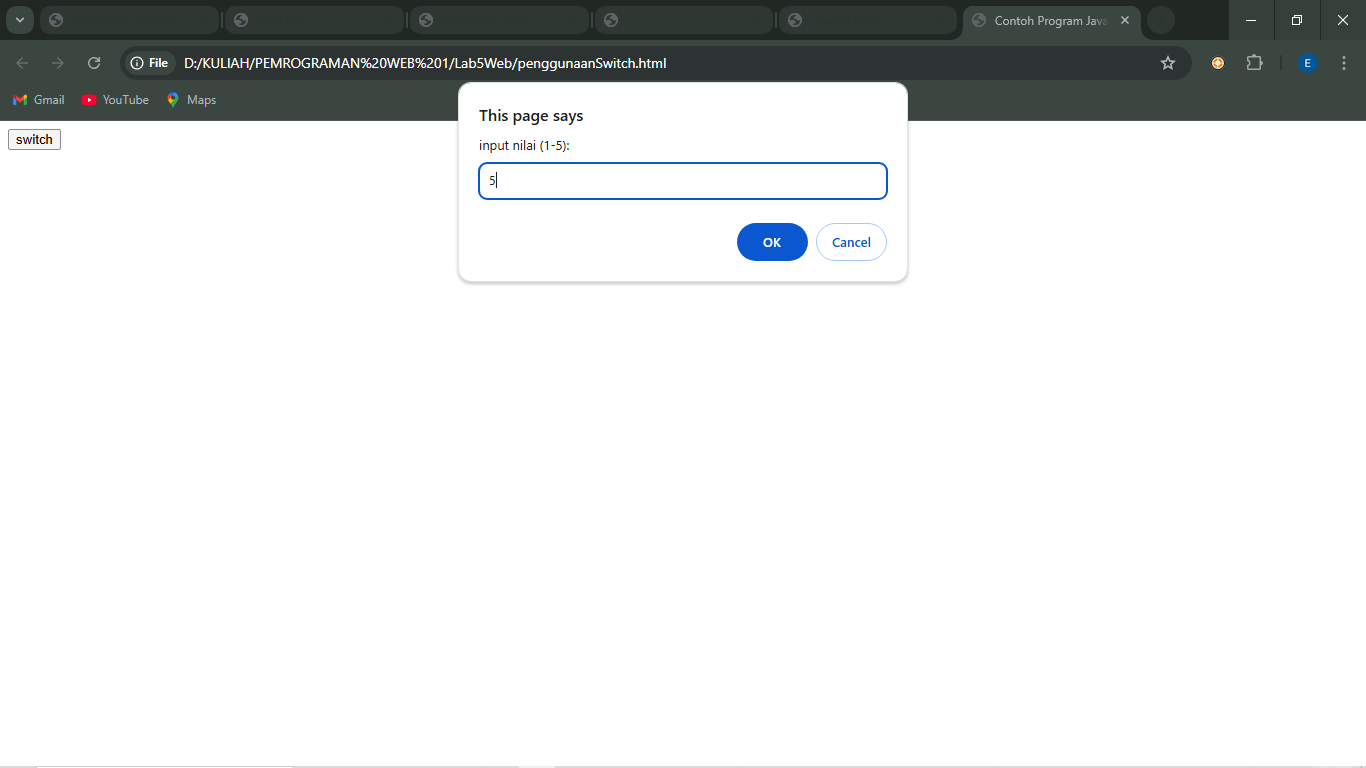 Contoh Program Java
File
D:/KULIAH/PEMROGRAMAN%20WEB%201/Lab5Web/penggunaanSwitch.html
E
Gmail
YouTube
Maps
switch
This page says
input nilai (1-5):
5
OK
Cancel